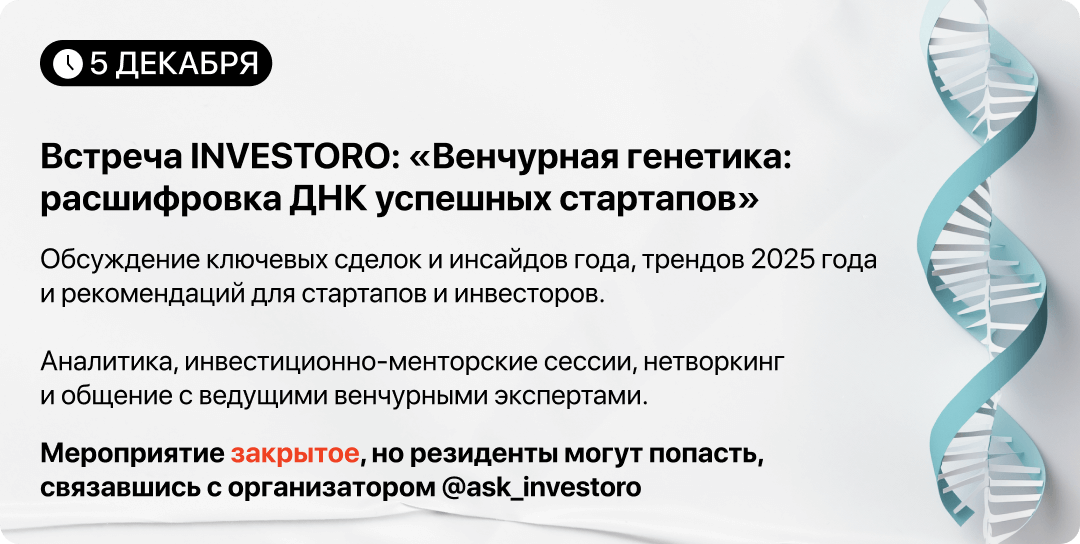 5 ДЕКАБРЯ
Встреча INVESTORO: «Венчурная генетика:
расшифровка ДНК успешных стартапов»
Обсуждение ключевых сделок и инсайдов года, трендов 2025 года
и рекомендаций для стартапов и инвесторов.
Аналитика, инвестиционно-менторские сессии, нетворкинг
и общение с ведущими венчурными экспертами.
Мероприятие закрытое, но резиденты могут попасть,
связавшись с организатором @ask_investoro